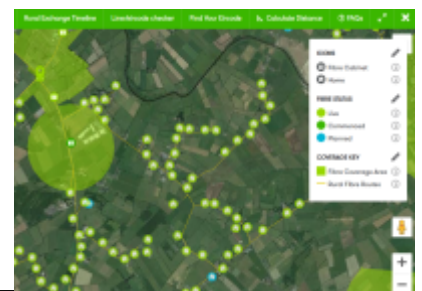 Rural Exchange Timeline Line/Eircode checker Find Your Eircode Calculate Distance FAQs
ICONS
Fibre Cabinet
Home
FIBRE STATUS
Live
Commenced
Planned
COVERAGE KEY
Fibre Coverage Area
Rural Fibre Routes